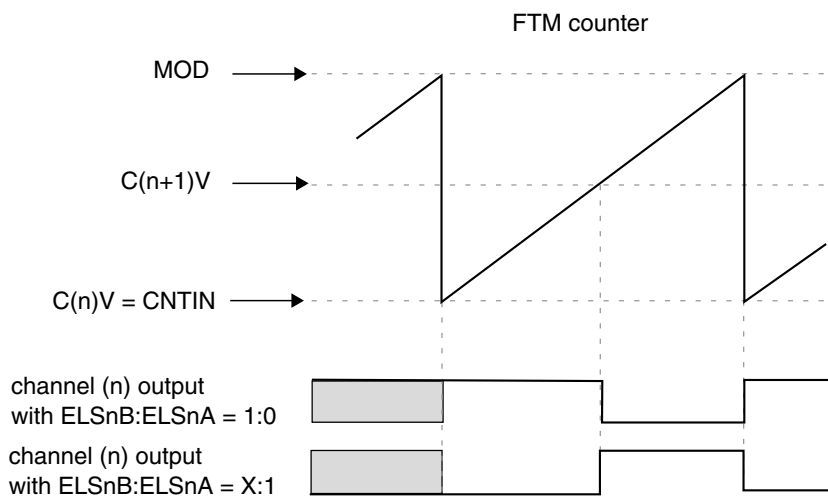 FTM counter
MOD
C(n+1)V
C(n)V = CNTIN
channel (n) output
with ELSnB:ELSnA = 1:0
channel (n) output
with ELSnB:ELSnA = X:1